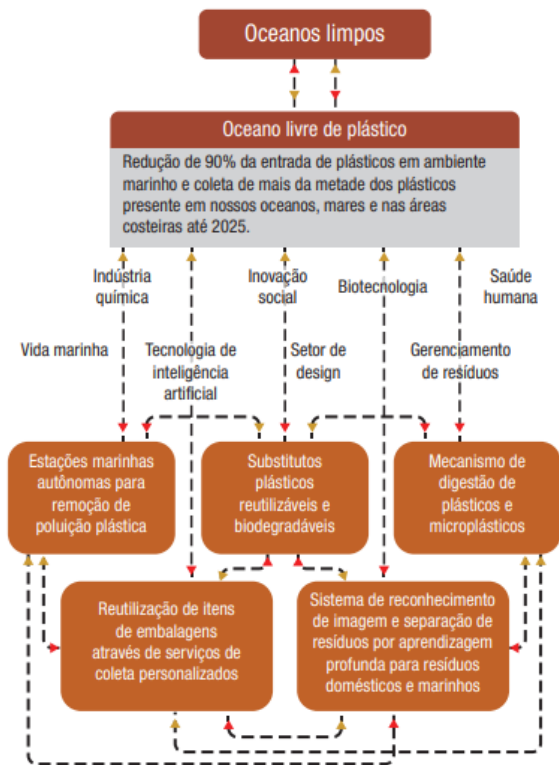 Oceanos limpos
Oceano livre de plástico
Redução de 90% da entrada de plásticos em ambiente
marinho e coleta de mais da metade dos plásticos
presente em nossos oceanos, mares e nas áreas
costeiras até 2025.
Indústria
química
Inovação
social
Biotecnologia
Saúde
humana
Vida marinha
Tecnologia de
inteligência
artificial
Setor de
design
Gerenciamento
de resíduos
Estações marinhas
autônomas para
remoção de
poluição plástica
Substitutos
plásticos
reutilizáveis e
biodegradáveis
Mecanismo de
digestão de
plásticos e
microplásticos
Reutilização de itens
de embalagens
através de serviços de
coleta personalizados
Sistema de reconhecimento
de imagem e separação de
resíduos por aprendizagem
profunda para resíduos
domésticos e marinhos